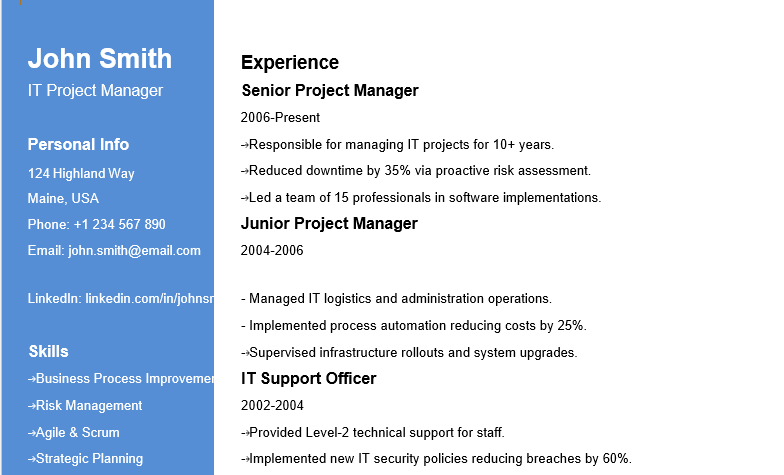 John Smith
IT Project Manager
Personal Info
124 Highland Way
Maine, USA
Phone: +1 234 567 890
Email: john.smith@email.com
LinkedIn: linkedin.com/in/johnsr
Skills
→Business Process Improvemer
→Risk Management
→Agile & Scrum
→Strategic Planning
Experience
Senior Project Manager
2006-Present
→Responsible for managing IT projects for 10+ years.
→Reduced downtime by 35% via proactive risk assessment.
→Led a team of 15 professionals in software implementations.
Junior Project Manager
2004-2006
- Managed IT logistics and administration operations.
- Implemented process automation reducing costs by 25%.
→Supervised infrastructure rollouts and system upgrades.
IT Support Officer
2002-2004
→Provided Level-2 technical support for staff.
→Implemented new IT security policies reducing breaches by 60%.